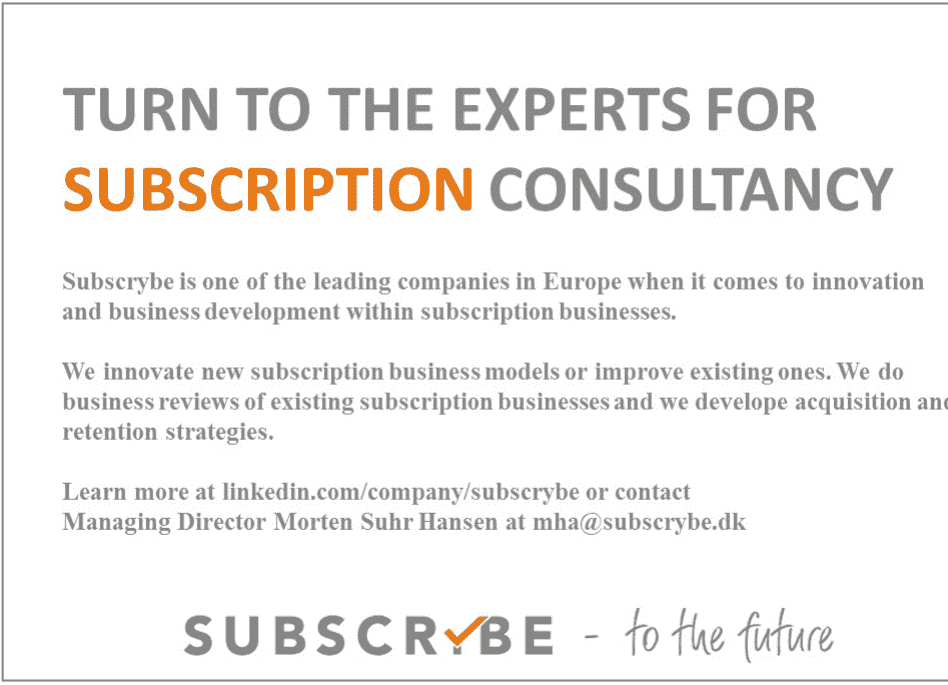 TURN TO THE EXPERTS FOR
SUBSCRIPTION CONSULTANCY
Subscrybe is one of the leading companies in Europe when it comes to innovation
and business development within subscription businesses.
We innovate new subscription business models or improve existing ones. We do
business reviews of existing subscription businesses and we develope acquisition and
retention strategies.
Learn more at linkedin.com/company/subscrybe or contact
Managing Director Morten Suhr Hansen at mha@subscrybe.dk
SUBSCRYBE - to the future